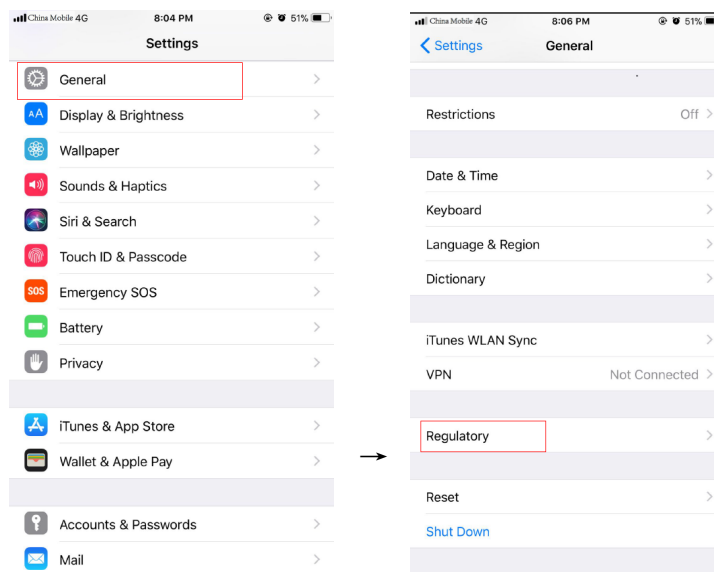 China Mobile 4G 8:04 PM 51%
Settings
General
AA Display & Brightness
Wallpaper
Sounds & Haptics
Siri & Search
Touch ID & Passcode
SOS Emergency SOS
Battery
Privacy
iTunes & App Store
Wallet & Apple Pay
Accounts & Passwords
Mail
China Mobile 4G 8:06 PM 51%
Settings General
Restrictions Off
Date & Time
Keyboard
Language & Region
Dictionary
iTunes WLAN Sync
VPN Not Connected
Regulatory
Reset
Shut Down